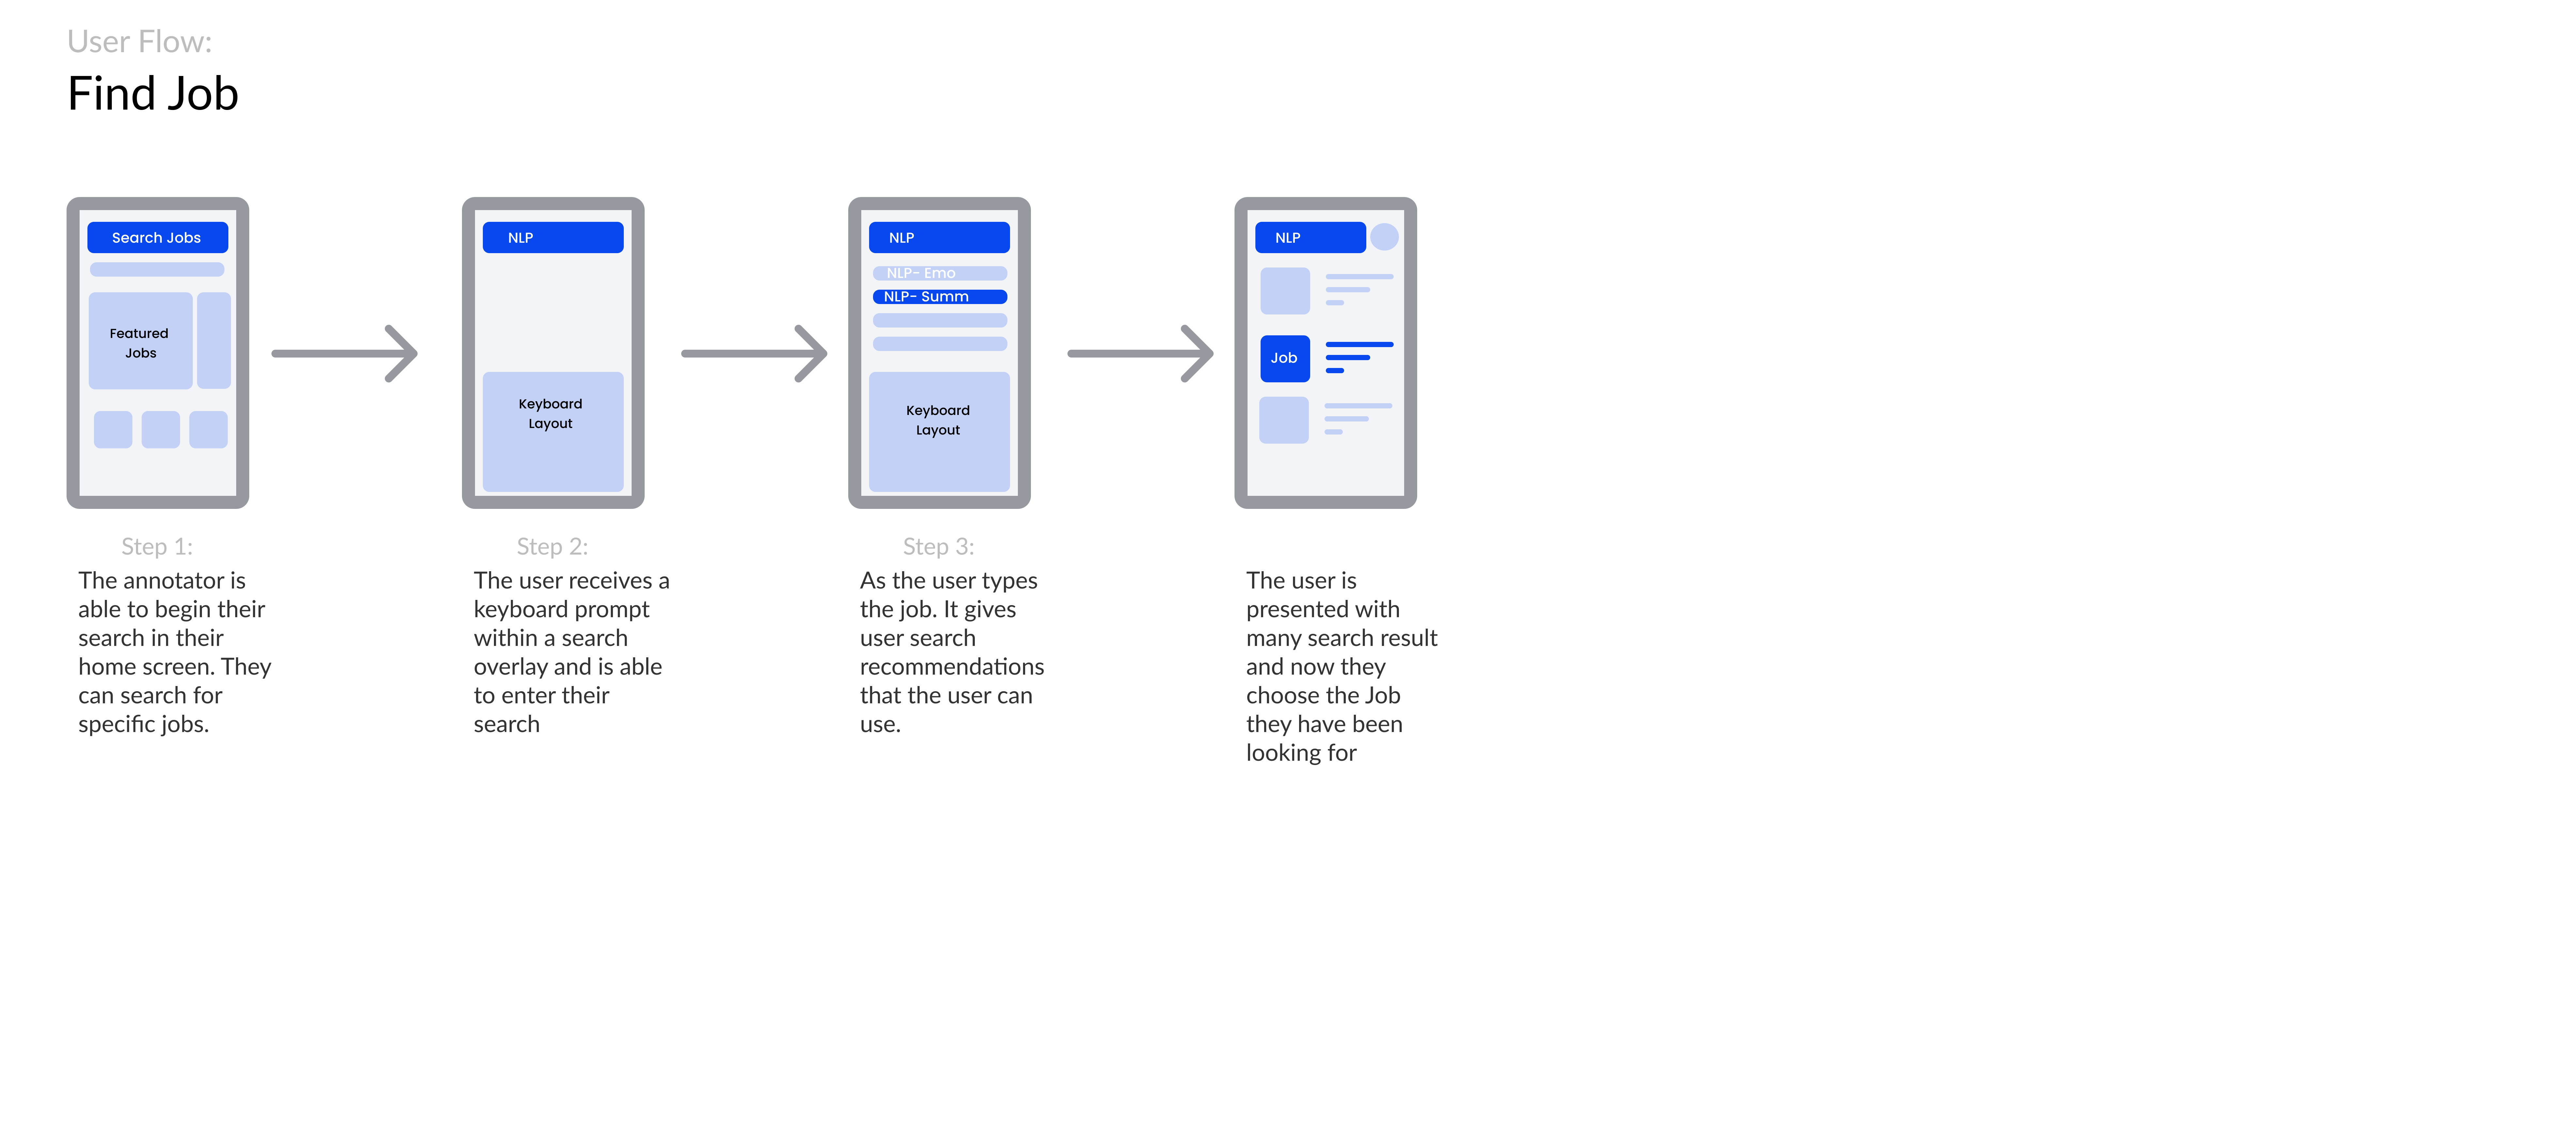 User Flow:
Find Job
Search Jobs
Featured
Jobs
NLP
Keyboard
Layout
NLP
NLP- Emo
NLP- Summ
Keyboard
Layout
NLP
Job
Step 1:
The annotator is
able to begin their
search in their
home screen. They
can search for
specific jobs.
Step 2:
The user receives a
keyboard prompt
within a search
overlay and is able
to enter their
search
Step 3:
As the user types
the job. It gives
user search
recommendations
that the user can
use.
The user is
presented with
many search result
and now they
choose the Job
they have been
looking for